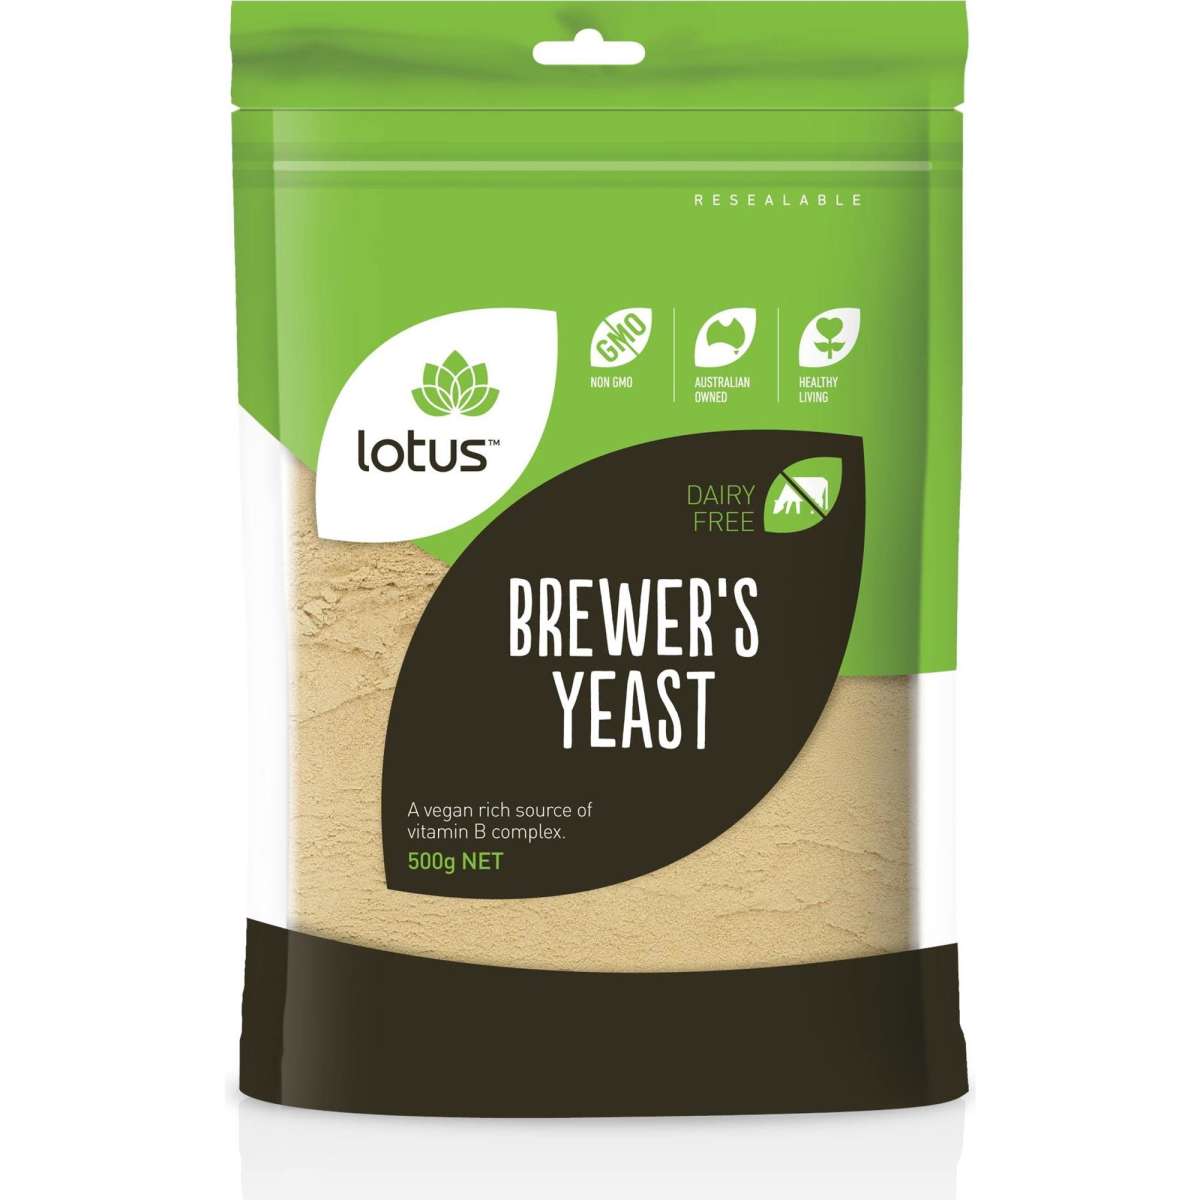 RESEALABLE
GMO
NON GMO
AUSTRALIAN
OWNED
HEALTHY
LIVING
lotus™
DAIRY
FREE
BREWER'S
YEAST
A vegan rich source of
vitamin B complex.
500g NET